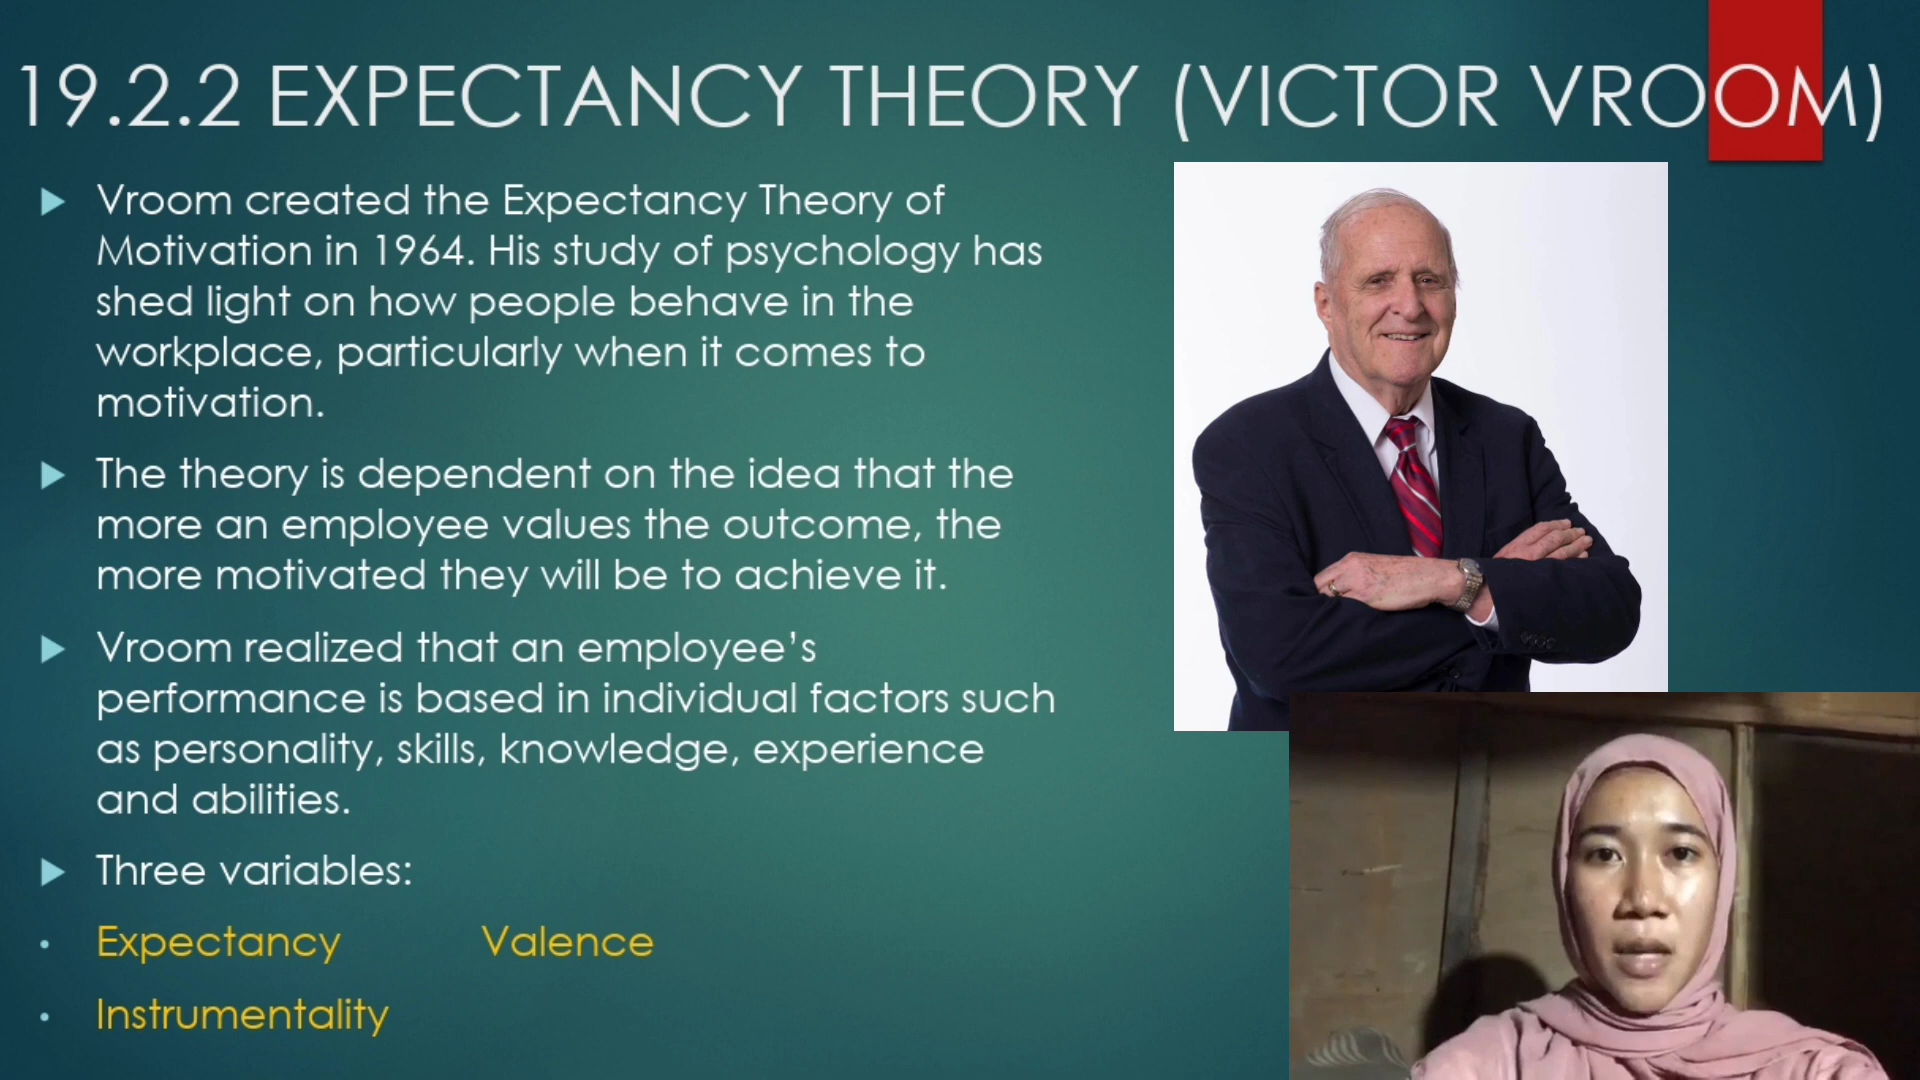 19.2.2 EXPECTANCY THEORY (VICTOR VROOM)
Vroom created the Expectancy Theory of
Motivation in 1964. His study of psychology has
shed light on how people behave in the
workplace, particularly when it comes to
motivation.
The theory is dependent on the idea that the
more an employee values the outcome, the
more motivated they will be to achieve it.
Vroom realized that an employee’s
performance is based in individual factors such
as personality, skills, knowledge, experience
and abilities.
Three variables:
Expectancy Valence
Instrumentality